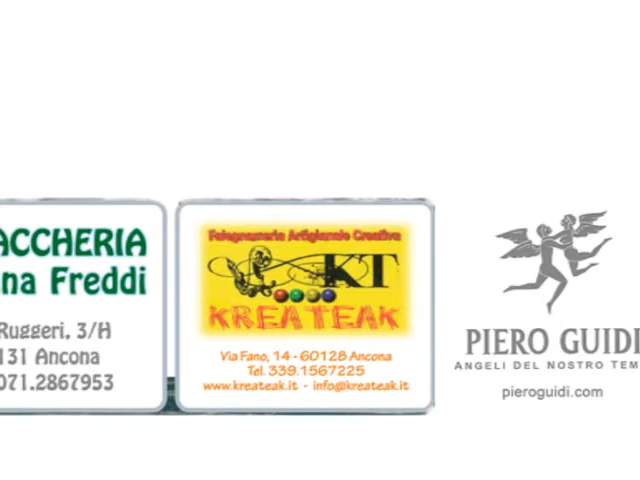 ACCHERIA
na Freddi
Ruggeri, 3/H
131 Ancona
071.2867953
Falegnameria Artigianale Creativa
KT
KREATEAK
Via Fano, 14 - 60128 Ancona
Tel. 339.1567225
www.kreateak.it - info@kreateak.it
PIERO GUIDI
ANGELI DEL NOSTRO TEM
pieroguidi.com